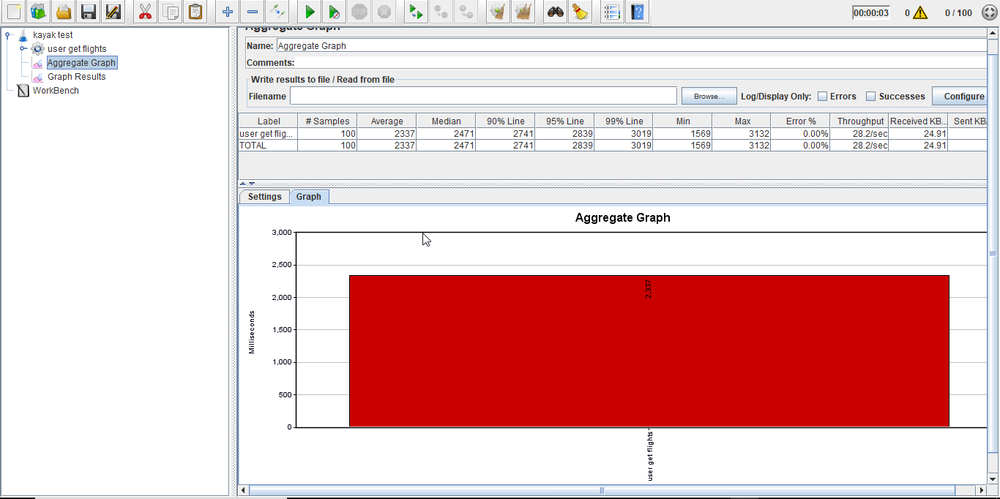 00:00:03 0 0 / 100
kayak test
user get flights
Aggregate Graph
Graph Results
WorkBench
Aggregate Graph
Name: Aggregate Graph
Comments:
Write results to file / Read from file
Filename Browse... Log/Display Only: Errors Successes Configure
Label # Samples Average Median 90% Line 95% Line 99% Line Min Max Error % Throughput Received KB... Sent KB
user get flig... 100 2337 2471 2741 2839 3019 1569 3132 0.00% 28.2/sec 24.91
TOTAL 100 2337 2471 2741 2839 3019 1569 3132 0.00% 28.2/sec 24.91
Settings Graph
Aggregate Graph
3,000
2,500
2,000
1,500
1,000
500
0
Milliseconds
2,337
user get flights
STOP
?